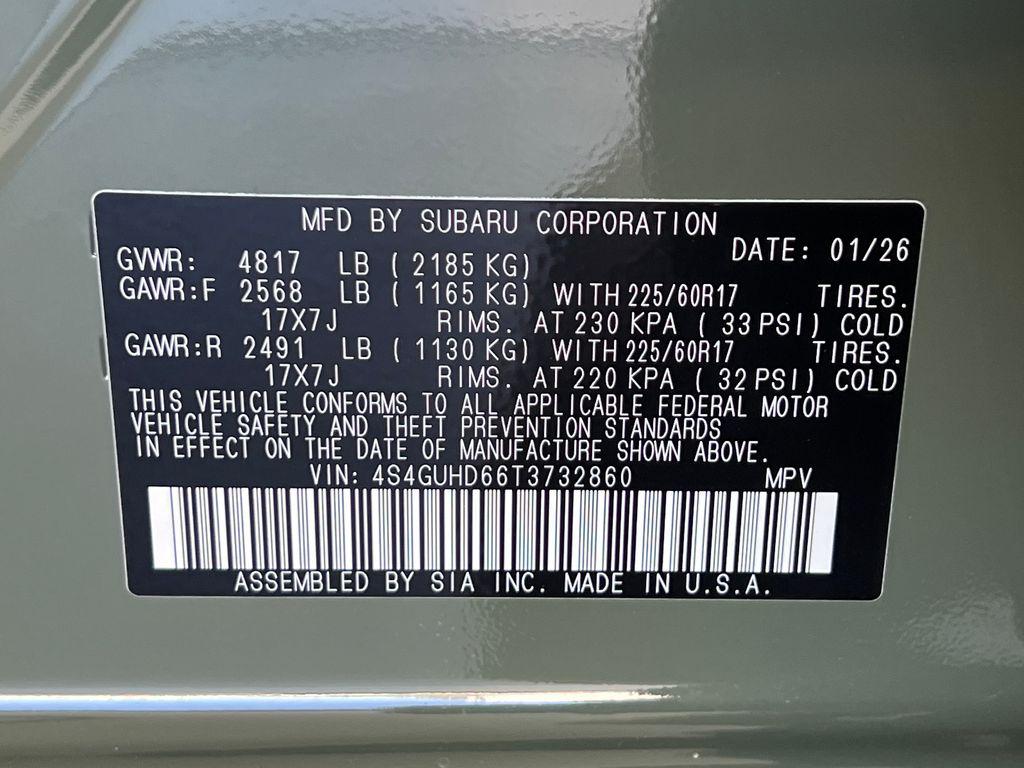 MFD BY SUBARU CORPORATION
DATE: 01/26
GVWR: 4817 LB ( 2185 KG)
GAWR:F 2568 LB ( 1165 KG) WITH 225/60R17 TIRES.
17X7J RIMS. AT 230 KPA ( 33 PSI) COLD
GAWR:R 2491 LB ( 1130 KG) WITH 225/60R17 TIRES.
17X7J RIMS. AT 220 KPA ( 32 PSI) COLD
THIS VEHICLE CONFORMS TO ALL APPLICABLE FEDERAL MOTOR
VEHICLE SAFETY AND THEFT PREVENTION STANDARDS
IN EFFECT ON THE DATE OF MANUFACTURE SHOWN ABOVE.
VIN: 4S4GUHD66T3732860 MPV
ASSEMBLED BY SIA INC. MADE IN U.S.A.